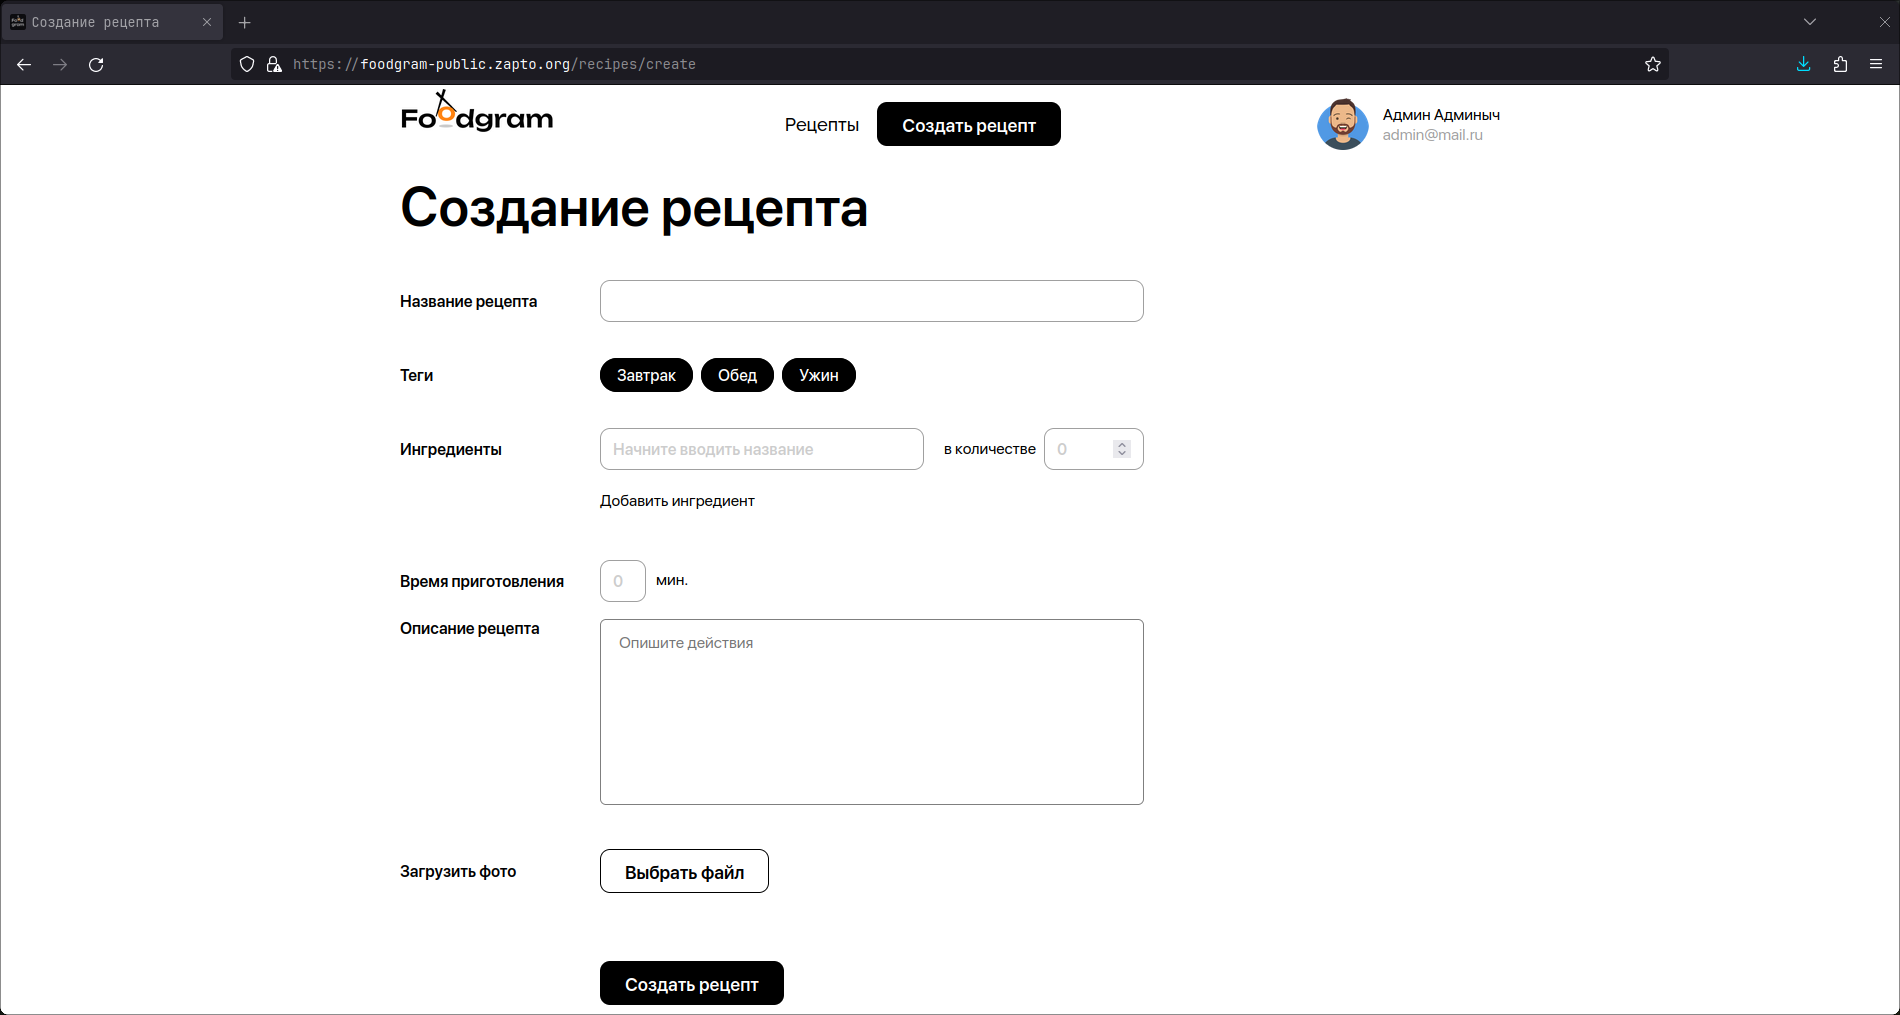 Создание рецепта
https://foodgram-public.zapto.org/recipes/create
Foodgram
Рецепты
Создать рецепт
Админ Админыч
admin@mail.ru
Создание рецепта
Название рецепта
Теги
Завтрак
Обед
Ужин
Ингредиенты
Начните вводить название
в количестве
0
Добавить ингредиент
Время приготовления
0
мин.
Описание рецепта
Опишите действия
Загрузить фото
Выбрать файл
Создать рецепт